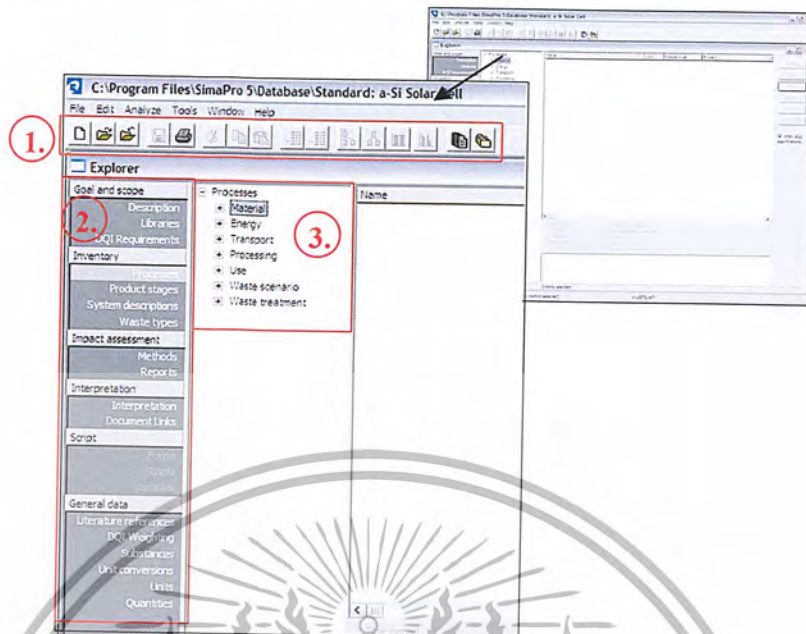 C:\Program Files\SimaPro 5\Database\Standard; a-Si Solar Cell
File Edit Analyze Tools Window Help
1.
Explorer
Explorer
Goal and scope
Description
Libraries
DQI Requirements
2.
Inventory
Processes
Product stages
System descriptions
Waste types
Impact assessment
Methods
Reports
Interpretation
Interpretation
Document Links
Script
General data
Literature references
DQI Weighting
Substances
Unit conversions
Units
Quantities
Processes
Material
Energy
Transport
Processing
Use
Waste scenario
Waste treatment
3.
Name